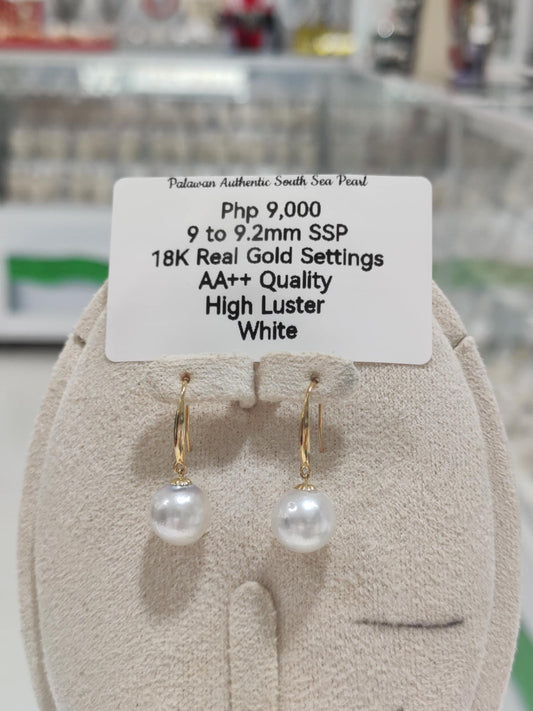 Palawan Authentic South Sea Pearl
Php 9,000
9 to 9.2mm SSP
18K Real Gold Settings
AA++ Quality
High Luster
White